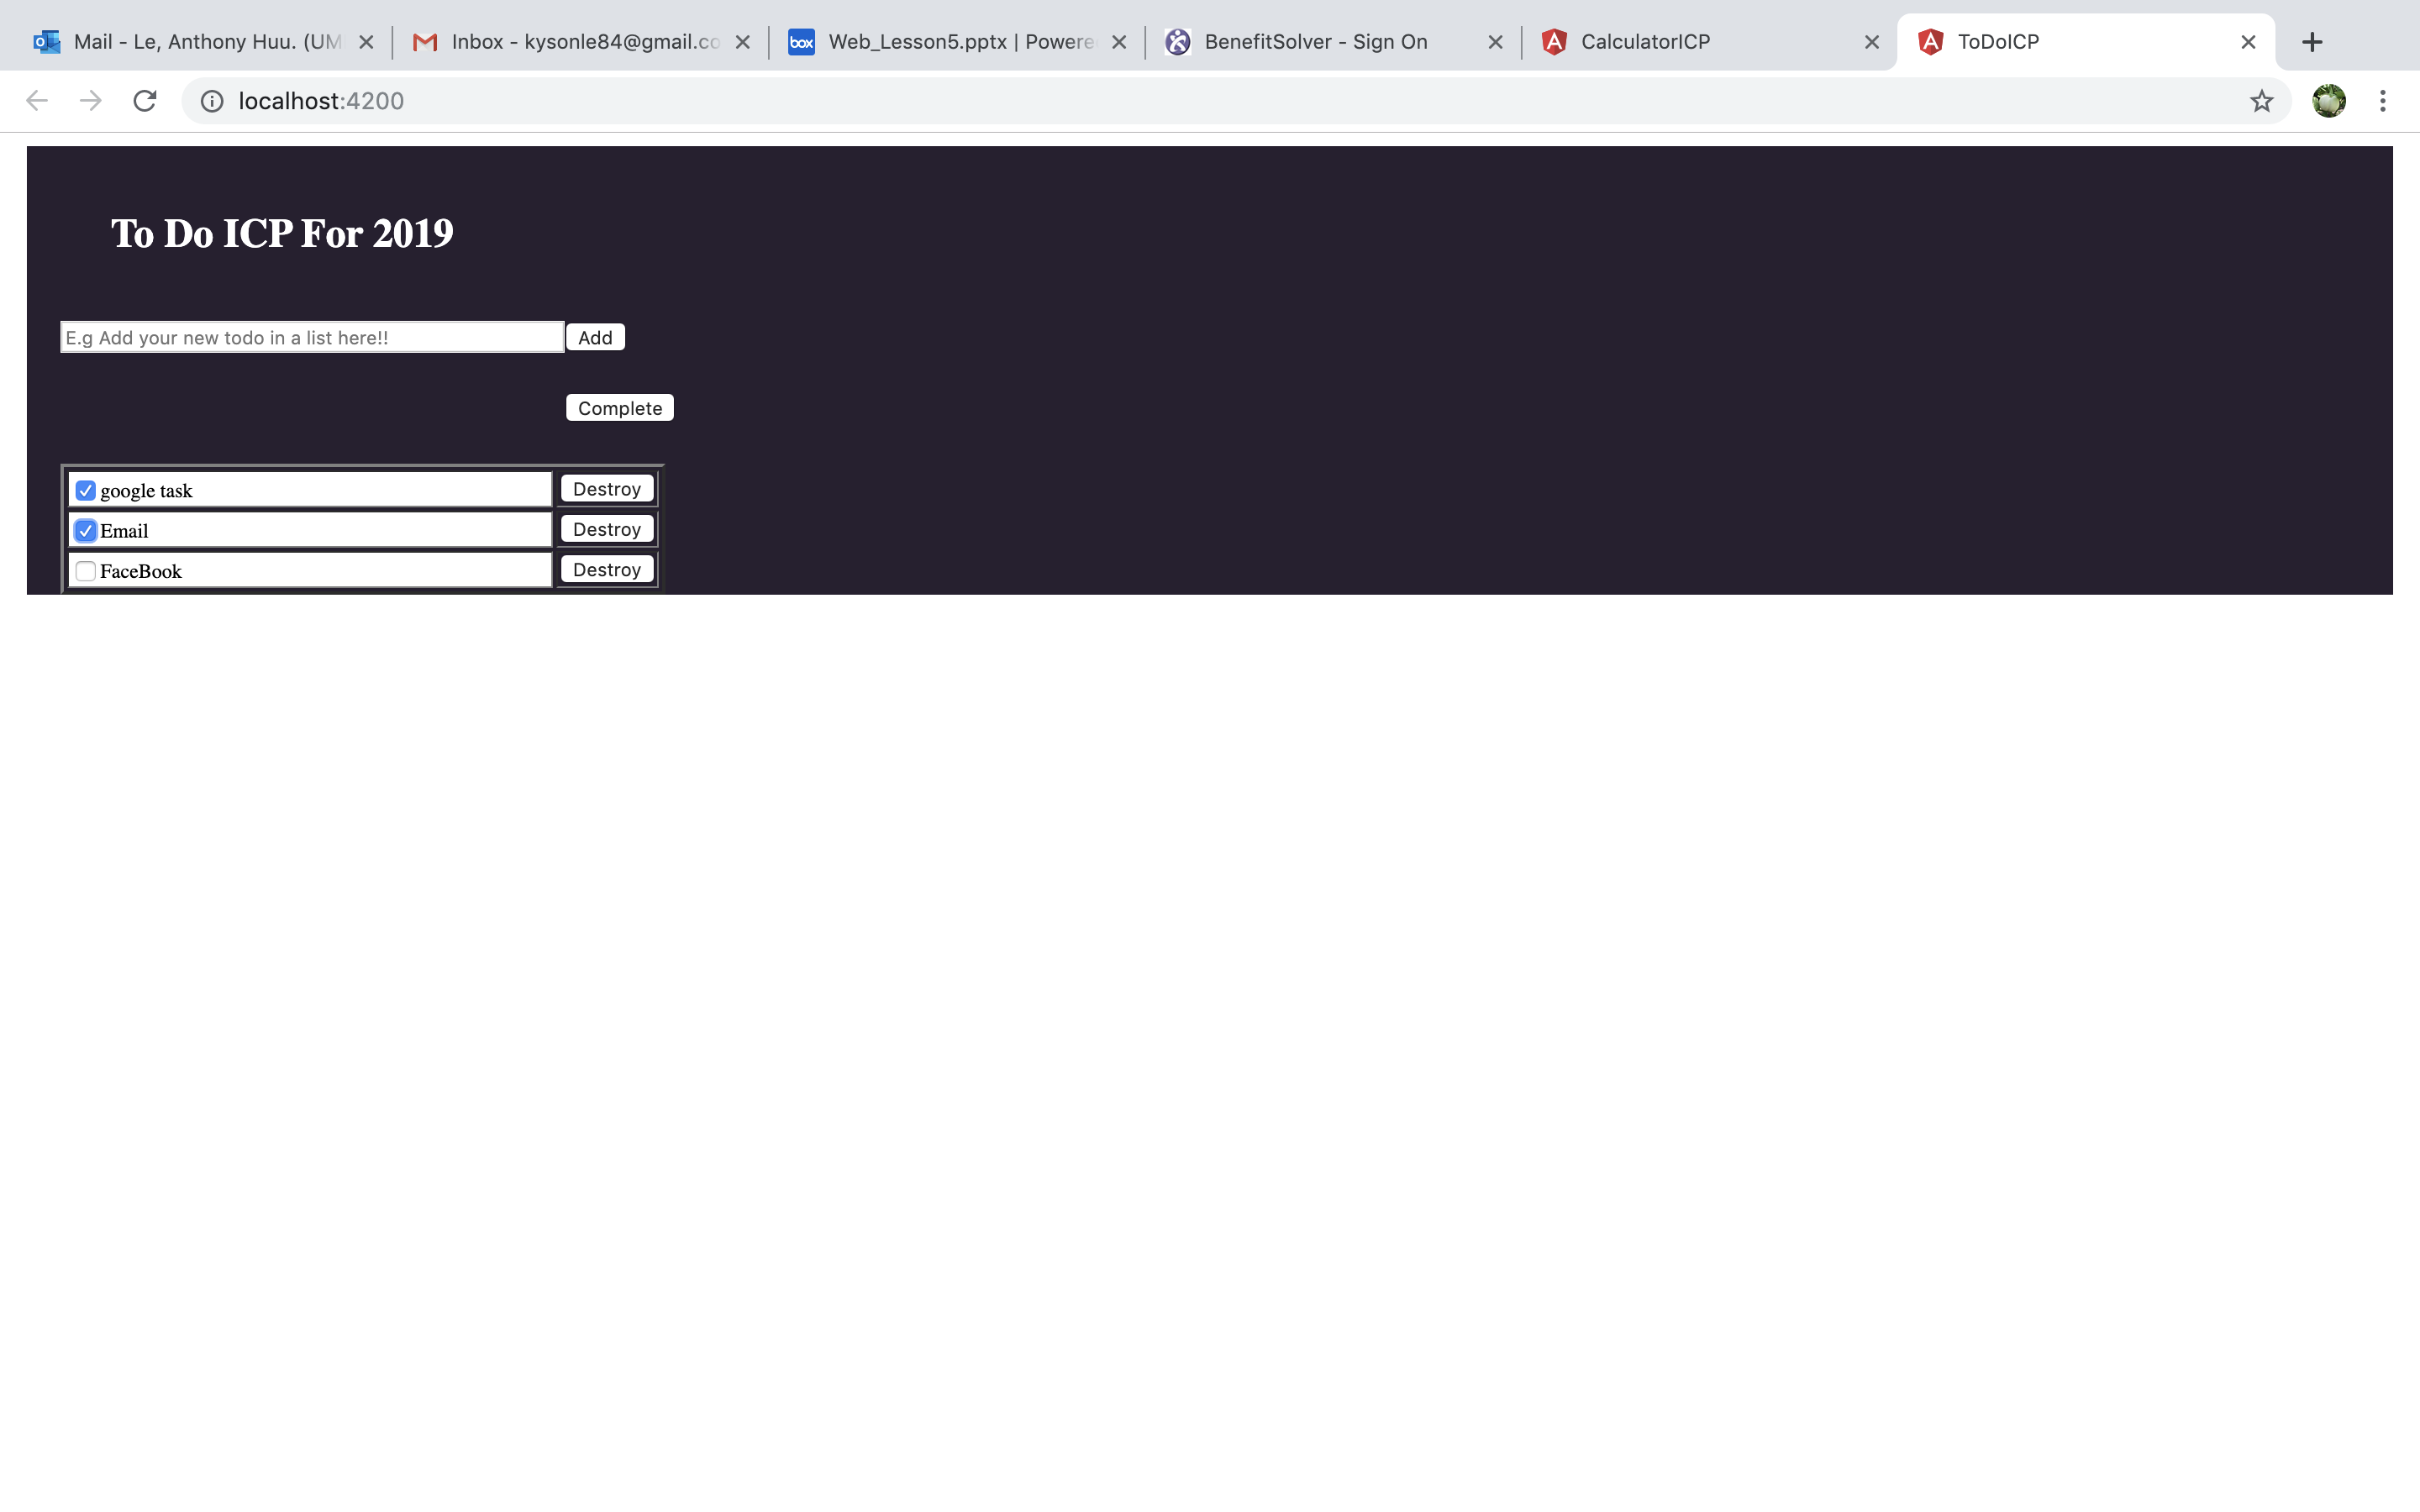 Mail - Le, Anthony Huu. (UM
Inbox - kysonle84@gmail.co
box
Web_Lesson5.pptx | Powere
BenefitSolver - Sign On
CalculatorICP
ToDoICP
localhost:4200
To Do ICP For 2019
E.g Add your new todo in a list here!! Add
Complete
google task Destroy
Email Destroy
FaceBook Destroy